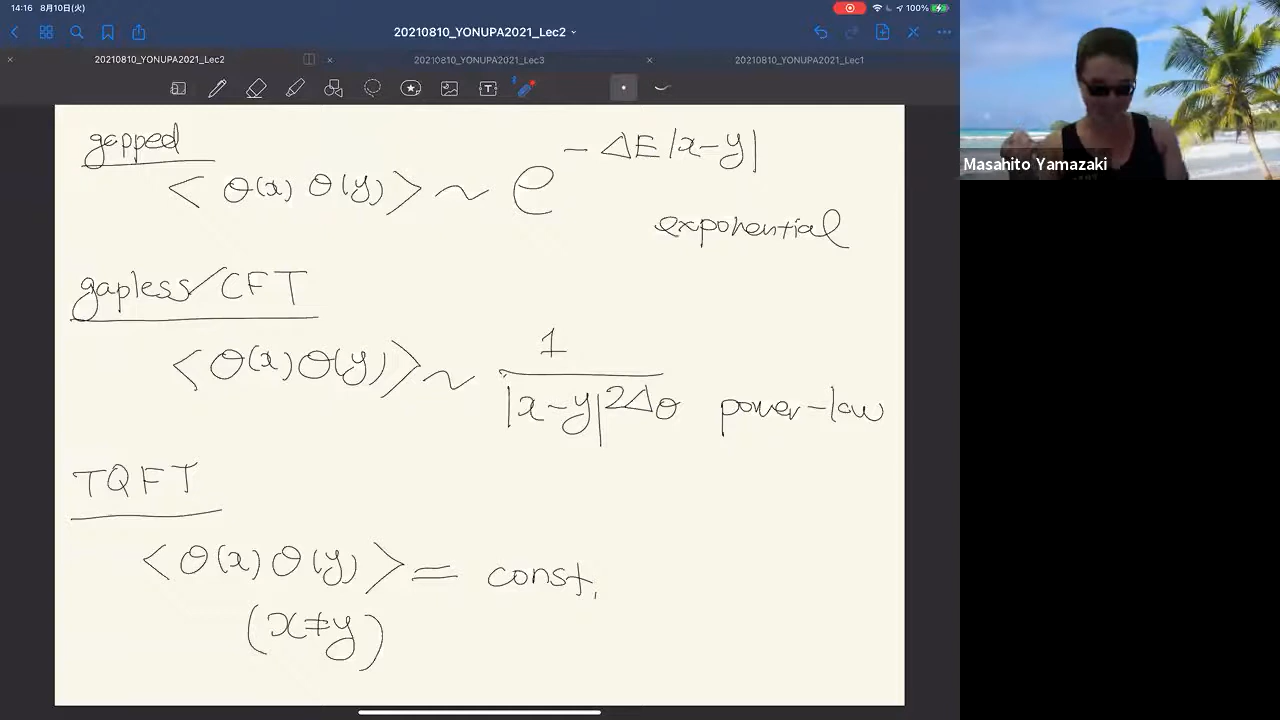 14:16 8月10日(火)
100%
20210810_YONUPA2021_Lec2
20210810_YONUPA2021_Lec2
20210810_YONUPA2021_Lec3
20210810_YONUPA2021_Lec1
gapped
<O(x) O(y)> ~ e^{-ΔE|x-y|}
exponential
gapless/CFT
<O(x)O(y)> ~ 1/|x-y|^{2Δ_O} power-law
TQFT
<O(x) O(y)> = const.
(x≠y)
Masahito Yamazaki